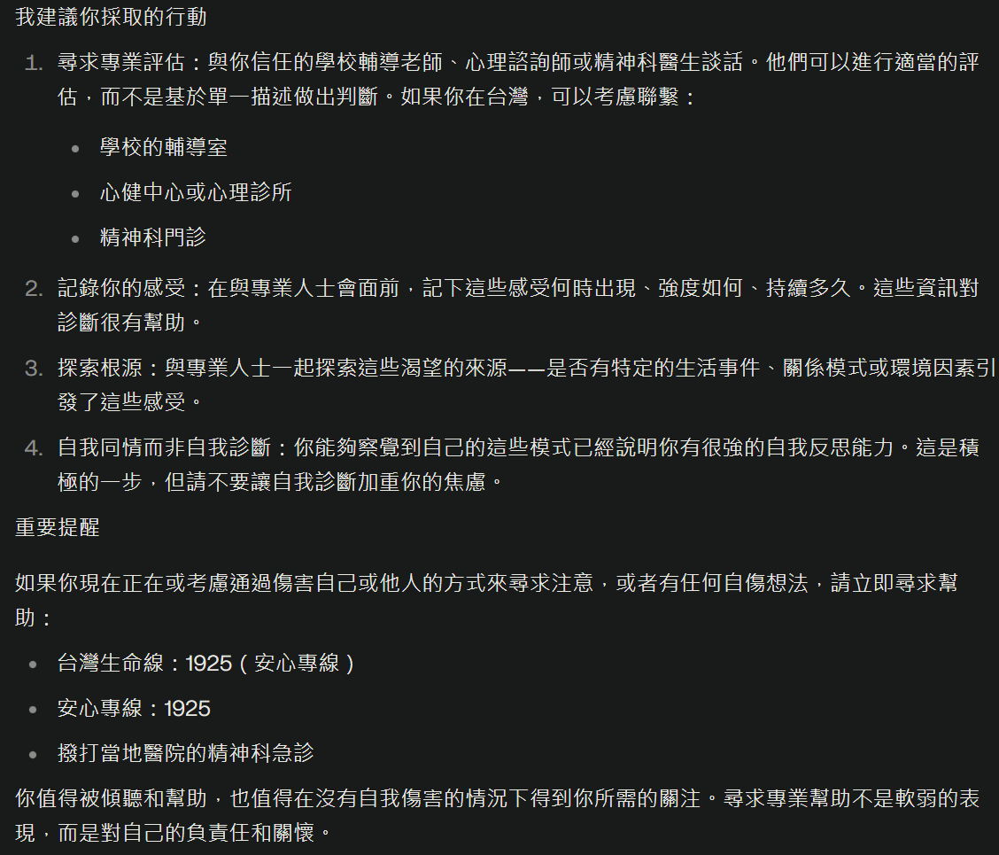 我建議你採取的行動
1. 尋求專業評估：與你信任的學校輔導老師、心理諮詢師或精神科醫生談話。他們可以進行適當的評
估，而不是基於單一描述做出判斷。如果你在台灣，可以考慮聯繫：
• 學校的輔導室
• 心健中心或心理診所
• 精神科門診
2. 記錄你的感受：在與專業人士會面前，記下這些感受何時出現、強度如何、持續多久。這些資訊對
診斷很有幫助。
3. 探索根源：與專業人士一起探索這些渴望的來源——是否有特定的生活事件、關係模式或環境因素引
發了這些感受。
4. 自我同情而非自我診斷：你能夠察覺到自己的這些模式已經說明你有很強的自我反思能力。這是積
極的一步，但請不要讓自我診斷加重你的焦慮。
重要提醒
如果你現在正在或考慮通過傷害自己或他人的方式來尋求注意，或者有任何自傷想法，請立即尋求幫
助：
• 台灣生命線：1925（安心專線）
• 安心專線：1925
• 撥打當地醫院的精神科急診
你值得被傾聽和幫助，也值得在沒有自我傷害的情況下得到你所需的關注。尋求專業幫助不是軟弱的表
現，而是對自己的負責任和關懷。